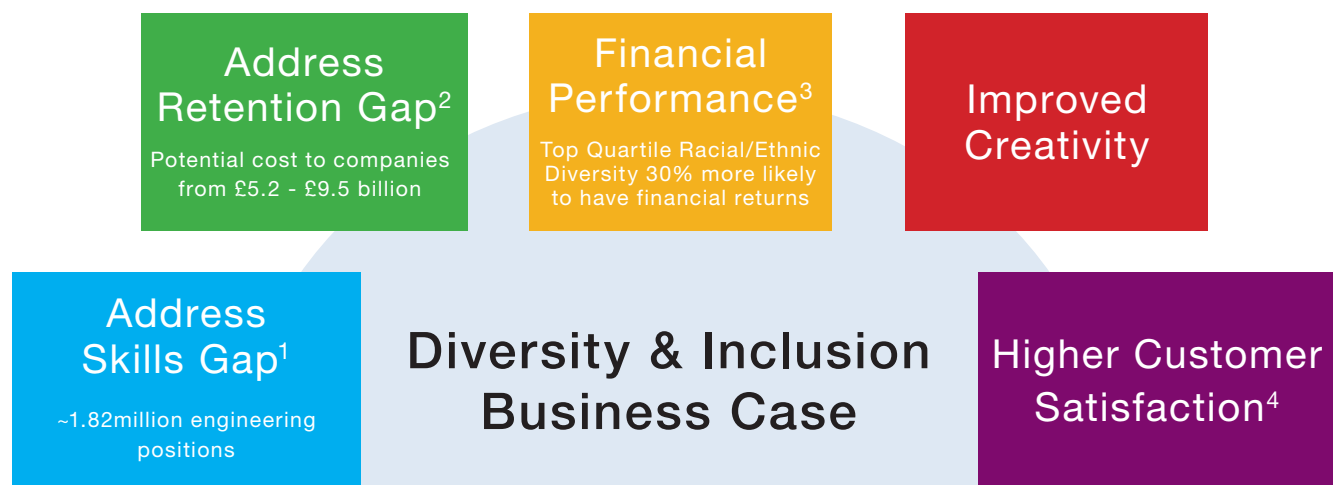 Address
Retention Gap²
Potential cost to companies
from £5.2 - £9.5 billion
Financial
Performance³
Top Quartile Racial/Ethnic
Diversity 30% more likely
to have financial returns
Improved
Creativity
Address
Skills Gap¹
~1.82million engineering
positions
Diversity & Inclusion
Business Case
Higher Customer
Satisfaction⁴